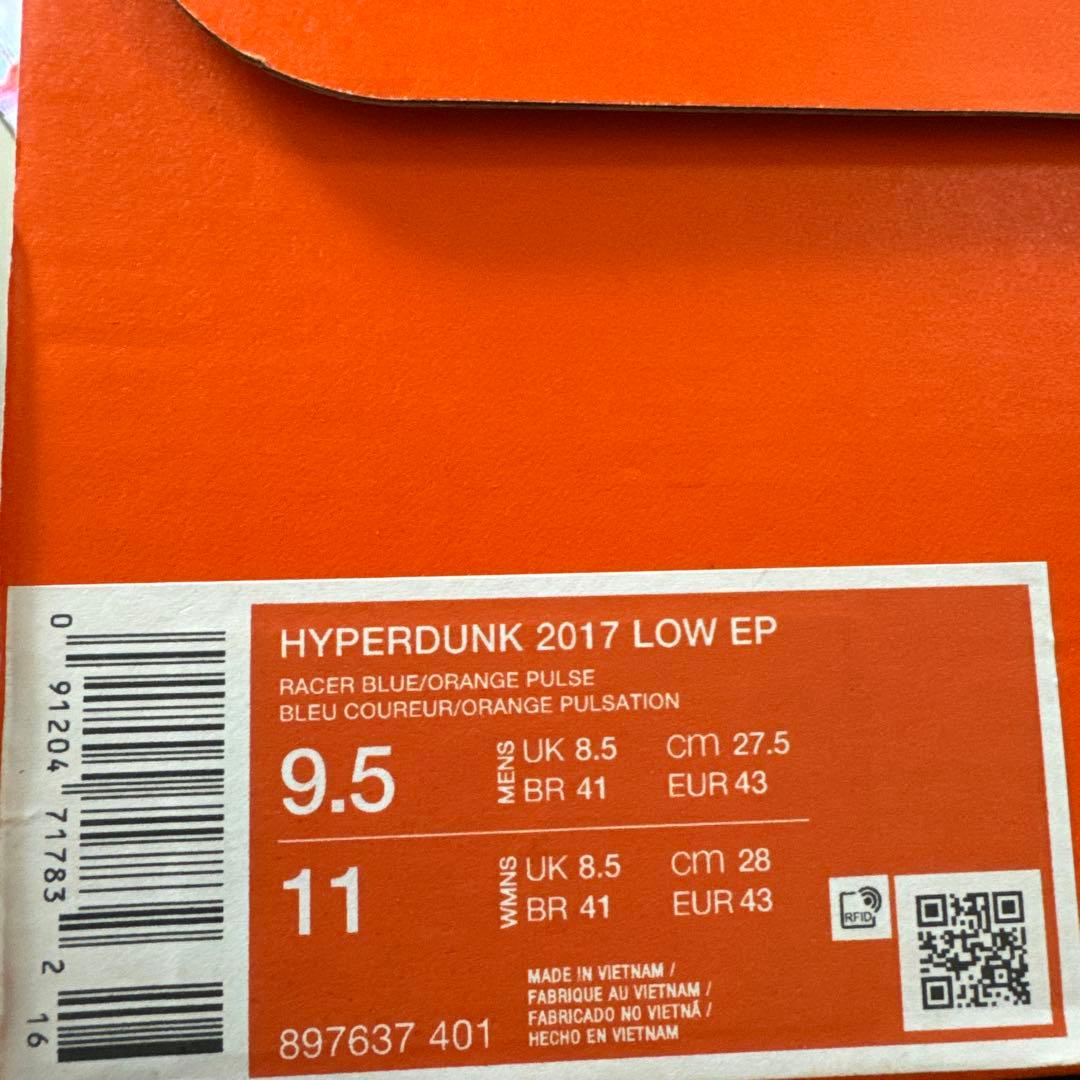 HYPERDUNK 2017 LOW EP
RACER BLUE/ORANGE PULSE
BLEU COUREUR/ORANGE PULSATION
9.5
MENS
UK 8.5 cm 27.5
BR 41 EUR 43
11
WMNS
UK 8.5 cm 28
BR 41 EUR 43
RFID
MADE IN VIETNAM /
FABRIQUE AU VIETNAM /
FABRICADO NO VIETNÃ /
HECHO EN VIETNAM
897637 401
0 91204 71783 2 16